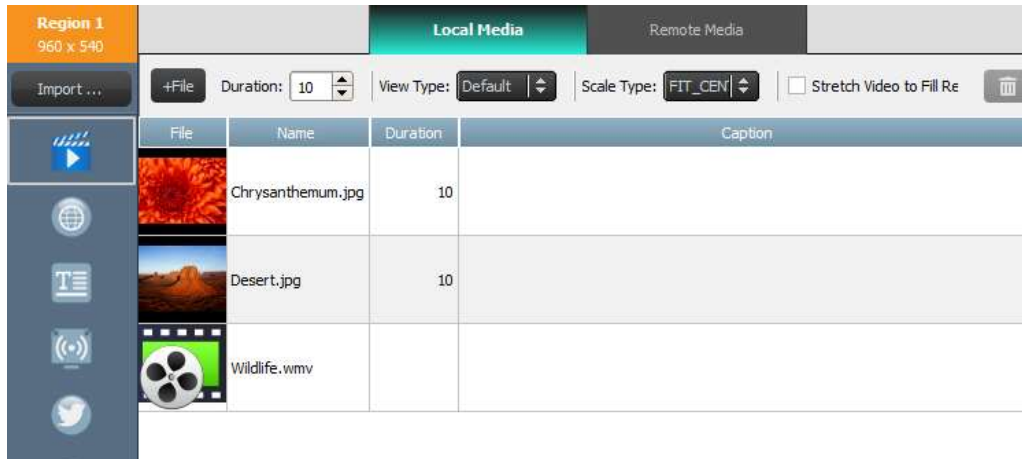 Region 1
960 x 540
Local Media
Remote Media
Import ...
+File
Duration: 10
View Type: Default
Scale Type: FIT_CEN
Stretch Video to Fill Re
File Name Duration Caption
Chrysanthemum.jpg 10
Desert.jpg 10
Wildlife.wmv
T